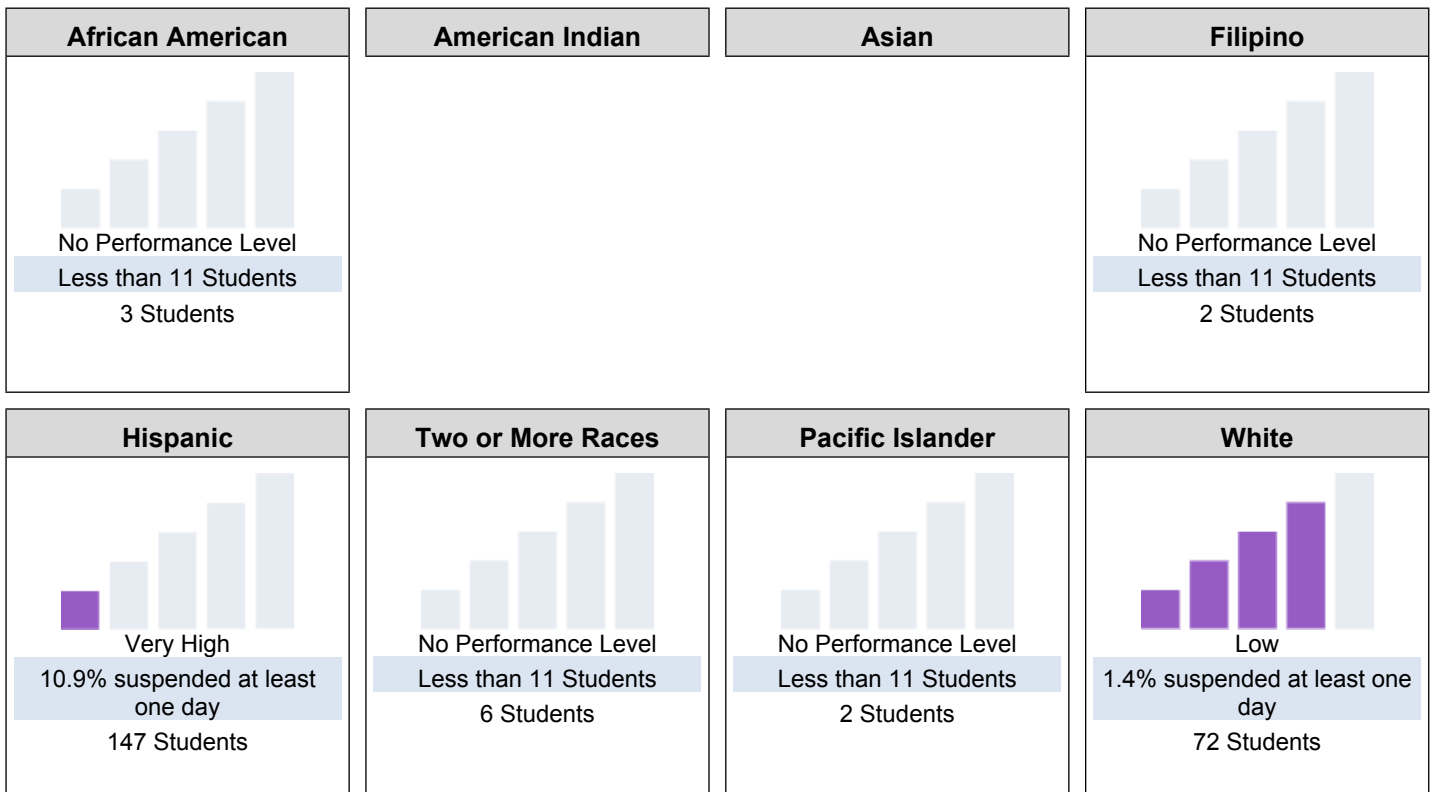 African American
American Indian
Asian
Filipino
No Performance Level
Less than 11 Students
3 Students
No Performance Level
Less than 11 Students
2 Students
Hispanic
Two or More Races
Pacific Islander
White
Very High
10.9% suspended at least
one day
147 Students
No Performance Level
Less than 11 Students
6 Students
No Performance Level
Less than 11 Students
2 Students
Low
1.4% suspended at least one
day
72 Students